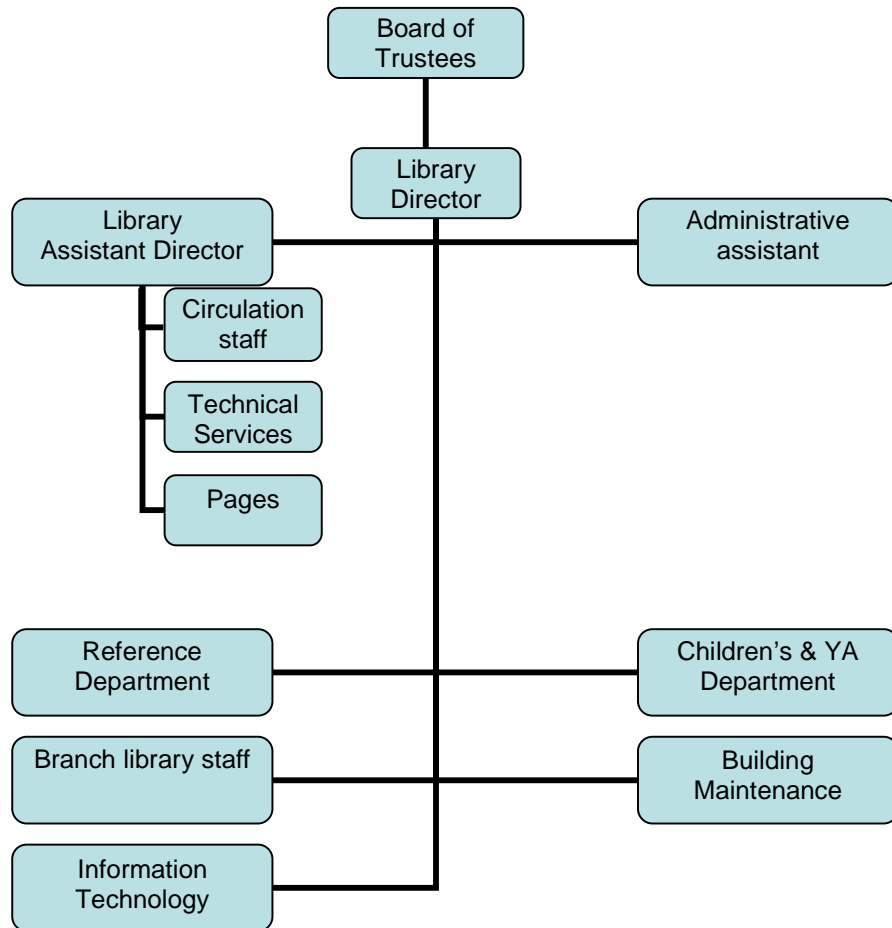 Board of
Trustees
Library
Director
Library
Assistant Director
Administrative
assistant
Circulation
staff
Technical
Services
Pages
Reference
Department
Children’s & YA
Department
Branch library staff
Building
Maintenance
Information
Technology